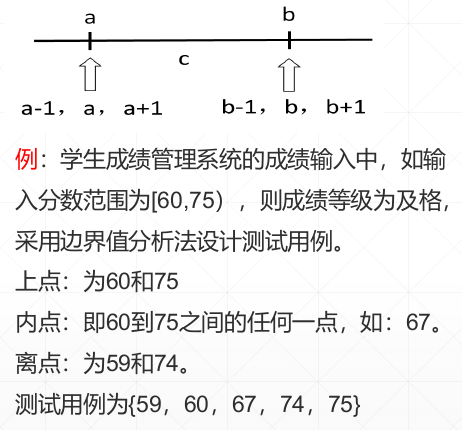 a b
c
a-1，a，a+1 b-1，b，b+1
例：学生成绩管理系统的成绩输入中，如输
入分数范围为[60,75），则成绩等级为及格，
采用边界值分析法设计测试用例。
上点：为60和75
内点：即60到75之间的任何一点，如：67。
离点：为59和74。
测试用例为{59，60，67，74，75}